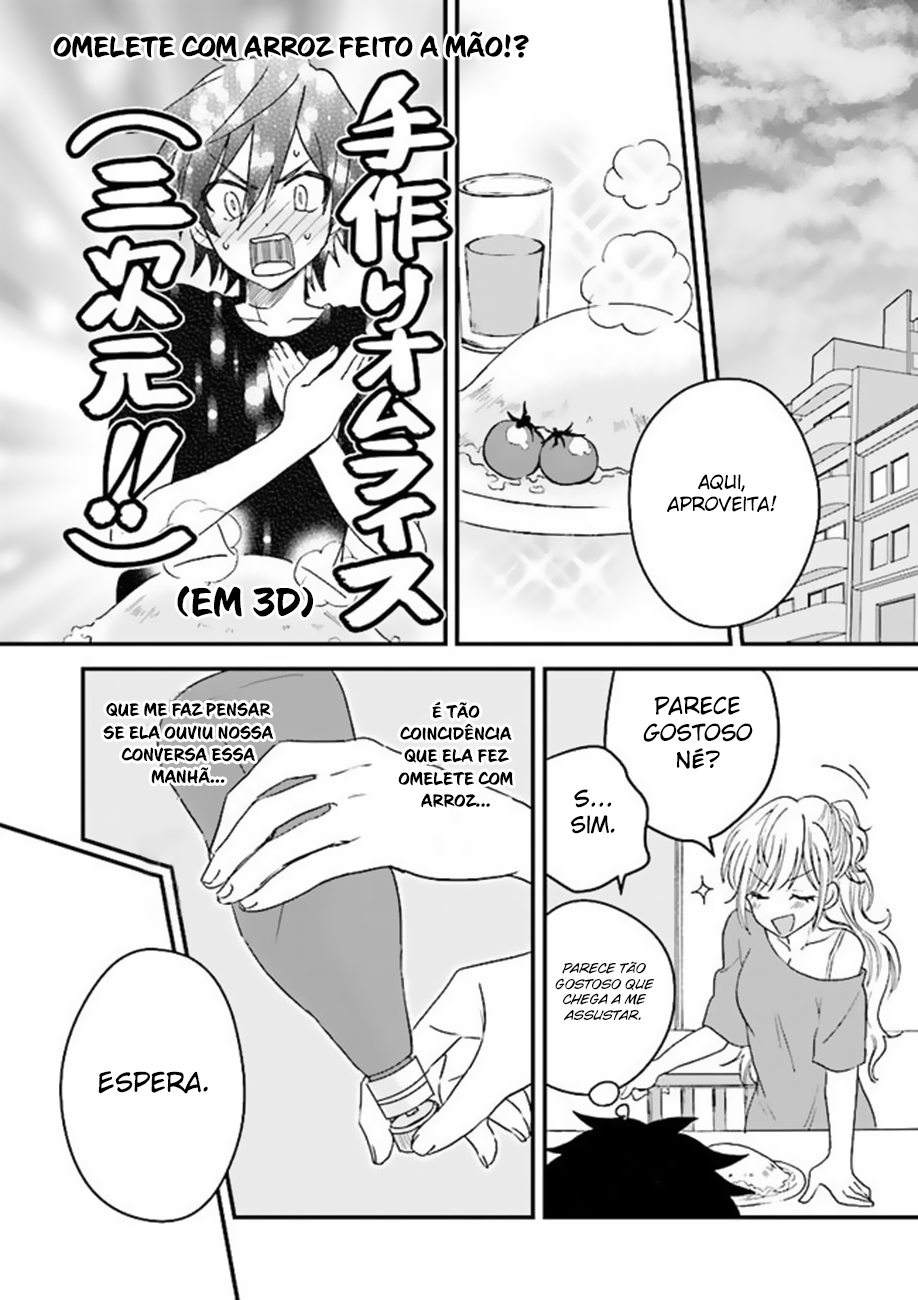 AQUI,
APROVEITA!
OMELETE COM ARROZ FEITO A MÃO!?
手作りオムライス
（三次元!!）
(EM 3D)
PARECE
GOSTOSO
NÉ?
S...
SIM.
PARECE TÃO
GOSTOSO QUE
CHEGA A ME
ASSUSTAR.
É TÃO
COINCIDÊNCIA
QUE ELA FEZ
OMELETE COM
ARROZ...
QUE ME FAZ PENSAR
SE ELA OUVIU NOSSA
CONVERSA ESSA
MANHÃ...
ESPERA.